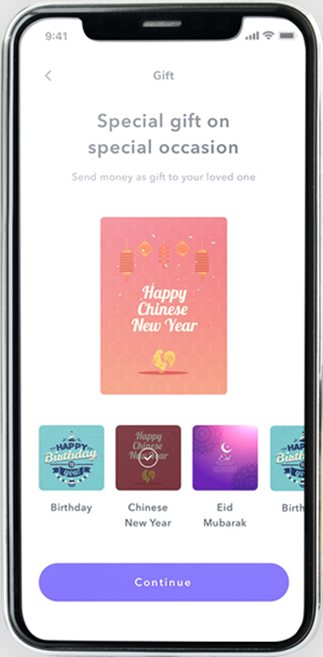 9:41
Gift
Special gift on
special occasion
Send money as gift to your loved one
Happy
Chinese
New Year
HAPPY
Birthday
to
you!
Happy
Chinese
New Year
Eid
HAPPY
Birthday
Chinese
New Year
Eid
Mubarak
Birth
Continue